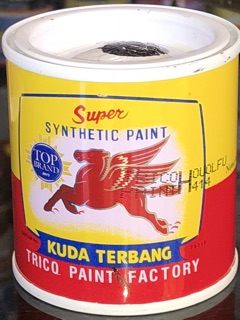 Super
SYNTHETIC PAINT
TOP
BRAND
KUDA TERBANG
TRICO PAINT FACTORY